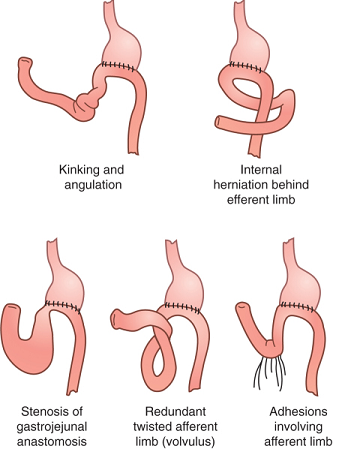 Kinking and
angulation
Internal
herniation behind
efferent limb
Stenosis of
gastrojejunal
anastomosis
Redundant
twisted afferent
limb (volvulus)
Adhesions
involving
afferent limb